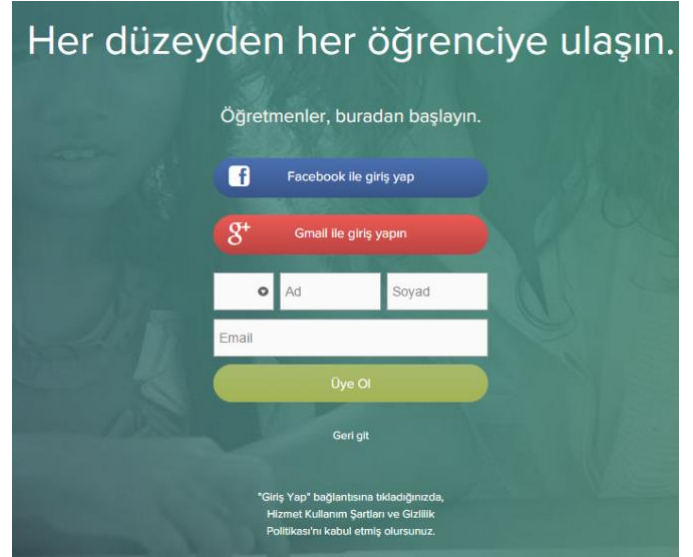 Her düzeyden her öğrenciye ulaşın.
Öğretmenler, buradan başlayın.
Facebook ile giriş yap
Gmail ile giriş yapın
Ad Soyad
Email
Üye Ol
Geri git
"Giriş Yap" bağlantısına tıkladığınızda,
Hizmet Kullanım Şartları ve Gizlilik
Politikası'nı kabul etmiş olursunuz.